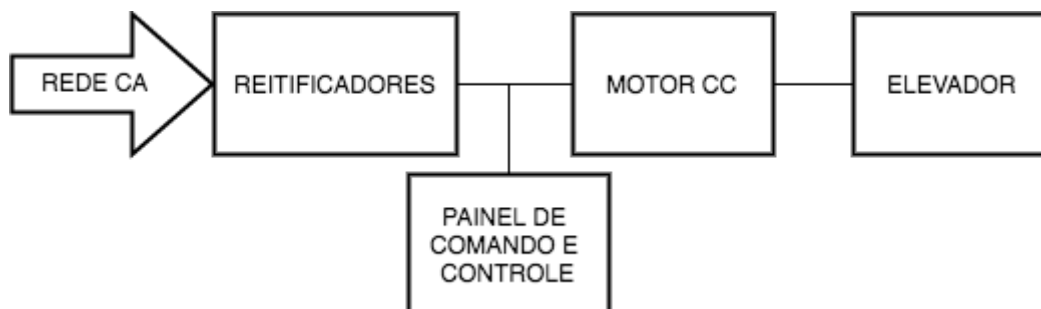 REDE CA
REITIFICADORES
MOTOR CC
ELEVADOR
PAINEL DE
COMANDO E
CONTROLE